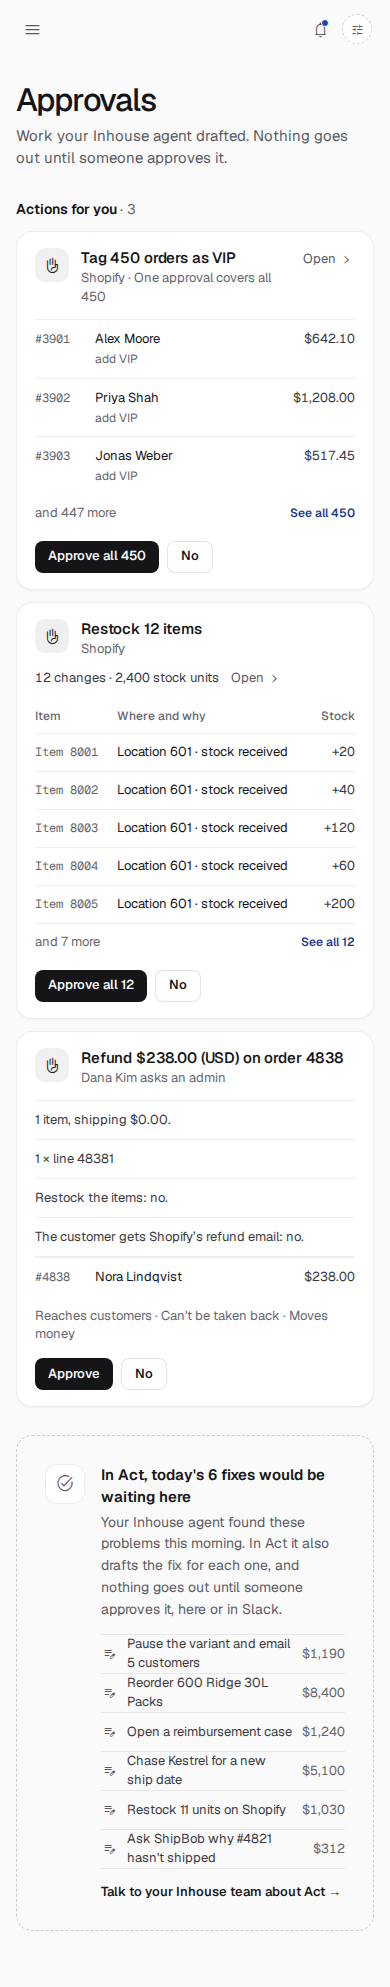 Approvals
Work your Inhouse agent drafted. Nothing goes
out until someone approves it.
Actions for you · 3
Tag 450 orders as VIP
Open >
Shopify · One approval covers all
450
#3901 Alex Moore $642.10
add VIP
#3902 Priya Shah $1,208.00
add VIP
#3903 Jonas Weber $517.45
add VIP
and 447 more See all 450
Approve all 450 No
Restock 12 items
Shopify
12 changes · 2,400 stock units Open >
Item Where and why Stock
Item 8001 Location 601 · stock received +20
Item 8002 Location 601 · stock received +40
Item 8003 Location 601 · stock received +120
Item 8004 Location 601 · stock received +60
Item 8005 Location 601 · stock received +200
and 7 more See all 12
Approve all 12 No
Refund $238.00 (USD) on order 4838
Dana Kim asks an admin
1 item, shipping $0.00.
1 × line 48381
Restock the items: no.
The customer gets Shopify's refund email: no.
#4838 Nora Lindqvist $238.00
Reaches customers · Can't be taken back · Moves
money
Approve No
In Act, today's 6 fixes would be
waiting here
Your Inhouse agent found these
problems this morning. In Act it also
drafts the fix for each one, and
nothing goes out until someone
approves it, here or in Slack.
Pause the variant and email
5 customers
$1,190
Reorder 600 Ridge 30L
Packs
$8,400
Open a reimbursement case $1,240
Chase Kestrel for a new
ship date
$5,100
Restock 11 units on Shopify $1,030
Ask ShipBob why #4821
hasn't shipped
$312
Talk to your Inhouse team about Act →